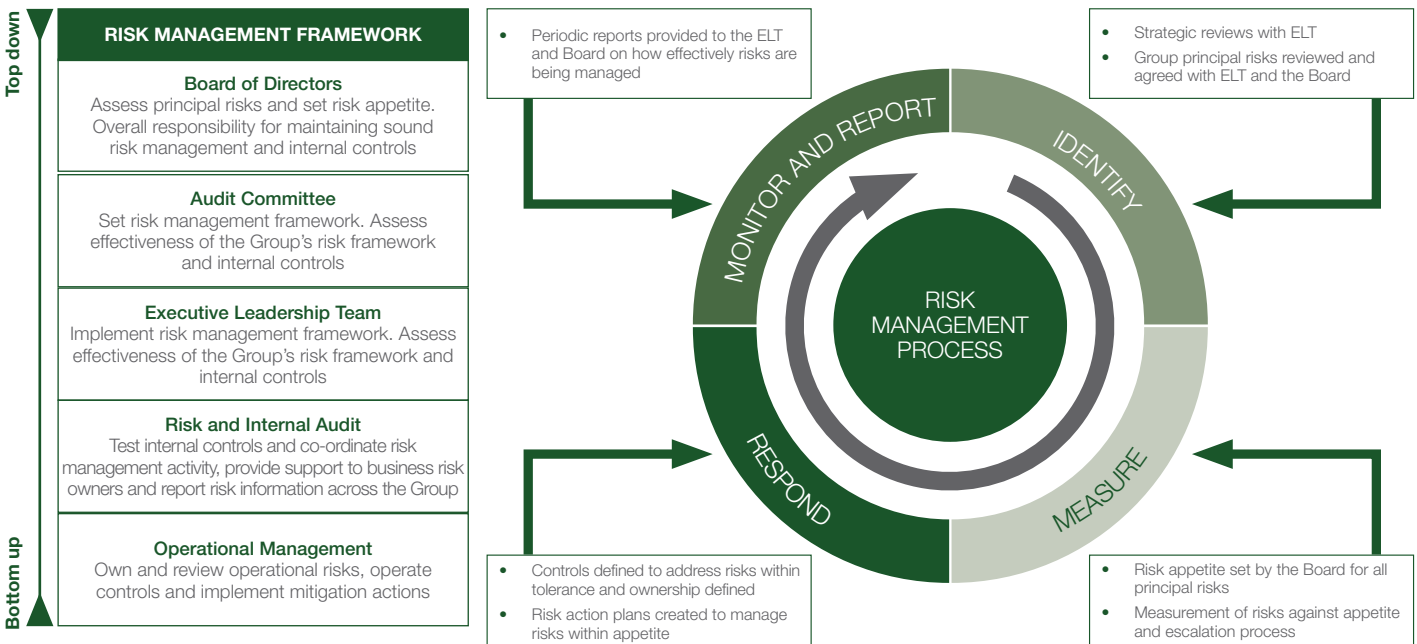 Top down
Bottom up
RISK MANAGEMENT FRAMEWORK
Board of Directors
Assess principal risks and set risk appetite.
Overall responsibility for maintaining sound
risk management and internal controls
Audit Committee
Set risk management framework. Assess
effectiveness of the Group's risk framework
and internal controls
Executive Leadership Team
Implement risk management framework. Assess
effectiveness of the Group's risk framework and
internal controls
Risk and Internal Audit
Test internal controls and co-ordinate risk
management activity, provide support to business risk
owners and report risk information across the Group
Operational Management
Own and review operational risks, operate
controls and implement mitigation actions
• Periodic reports provided to the ELT
and Board on how effectively risks are
being managed
• Strategic reviews with ELT
• Group principal risks reviewed and
agreed with ELT and the Board
MONITOR AND REPORT
IDENTIFY
RISK
MANAGEMENT
PROCESS
RESPOND
MEASURE
• Controls defined to address risks within
tolerance and ownership defined
• Risk action plans created to manage
risks within appetite
• Risk appetite set by the Board for all
principal risks
• Measurement of risks against appetite
and escalation process